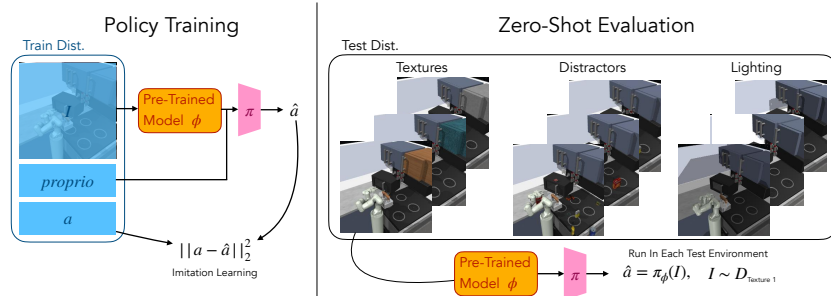 Policy Training
Train Dist.
I
Pre-Trained
Model ϕ
π
â
proprio
a
||a − â||₂²
Imitation Learning
Zero-Shot Evaluation
Test Dist.
Textures
Distractors
Lighting
Pre-Trained
Model ϕ
π
Run In Each Test Environment
â = π_ϕ(I), I ∼ D_Texture 1